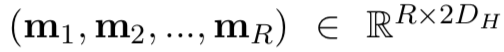 (𝐦₁, 𝐦₂, ..., 𝐦_R) ∈ ℝ^{R×2D_H}